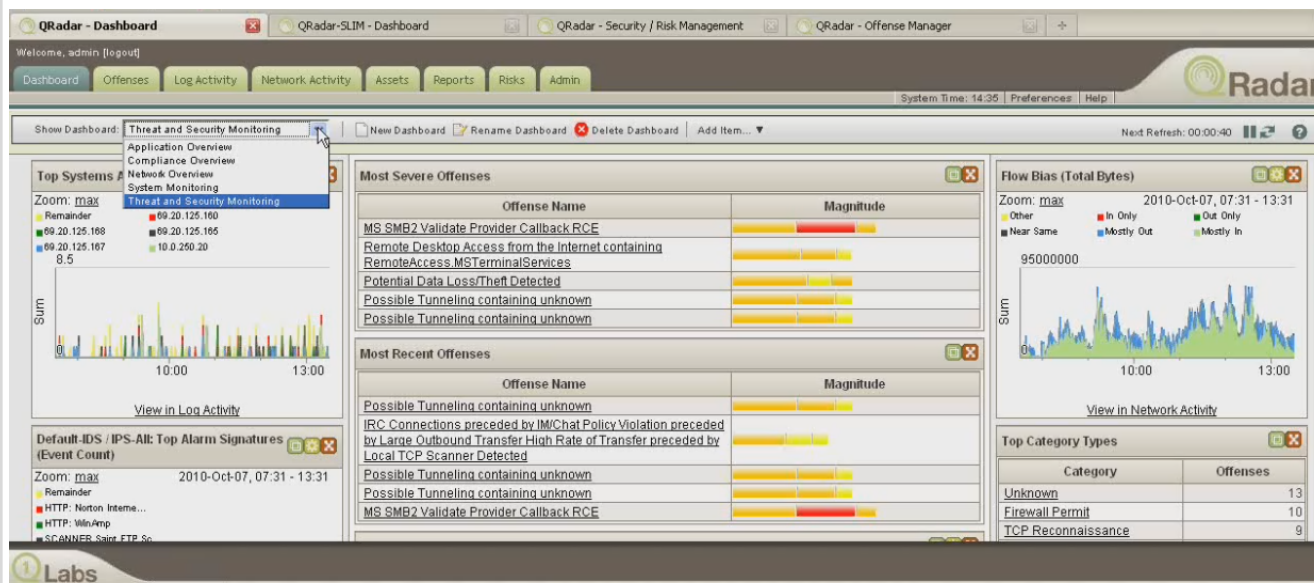 QRadar - Dashboard
QRadar-SLIM - Dashboard
QRadar - Security / Risk Management
QRadar - Offense Manager
Welcome, admin [logout]
Dashboard Offenses Log Activity Network Activity Assets Reports Risks Admin
QRadar
System Time: 14:35 Preferences Help
Show Dashboard: Threat and Security Monitoring
New Dashboard Rename Dashboard Delete Dashboard Add Item... ▼
Next Refresh: 00:00:40
Application Overview
Compliance Overview
Network Overview
System Monitoring
Threat and Security Monitoring
Top Systems
Zoom: max
Remainder 69.20.125.160
69.20.125.168 69.20.125.165
69.20.125.167 10.0.250.20
8.5
Sum
0
10:00 13:00
View in Log Activity
Default-IDS / IPS-All: Top Alarm Signatures
(Event Count)
Zoom: max 2010-Oct-07, 07:31 - 13:31
Remainder
HTTP: Norton Interne...
HTTP: WinAmp
SCANNER Saint FTP Sc
Most Severe Offenses
Offense Name Magnitude
MS SMB2 Validate Provider Callback RCE
Remote Desktop Access from the Internet containing
RemoteAccess.MSTerminalServices
Potential Data Loss/Theft Detected
Possible Tunneling containing unknown
Possible Tunneling containing unknown
Most Recent Offenses
Offense Name Magnitude
Possible Tunneling containing unknown
IRC Connections preceded by IM/Chat Policy Violation preceded
by Large Outbound Transfer High Rate of Transfer preceded by
Local TCP Scanner Detected
Possible Tunneling containing unknown
Possible Tunneling containing unknown
MS SMB2 Validate Provider Callback RCE
Flow Bias (Total Bytes)
Zoom: max 2010-Oct-07, 07:31 - 13:31
Other In Only Out Only
Near Same Mostly Out Mostly In
95000000
Sum
0
10:00 13:00
View in Network Activity
Top Category Types
Category Offenses
Unknown 13
Firewall Permit 10
TCP Reconnaissance 9
Q1 Labs